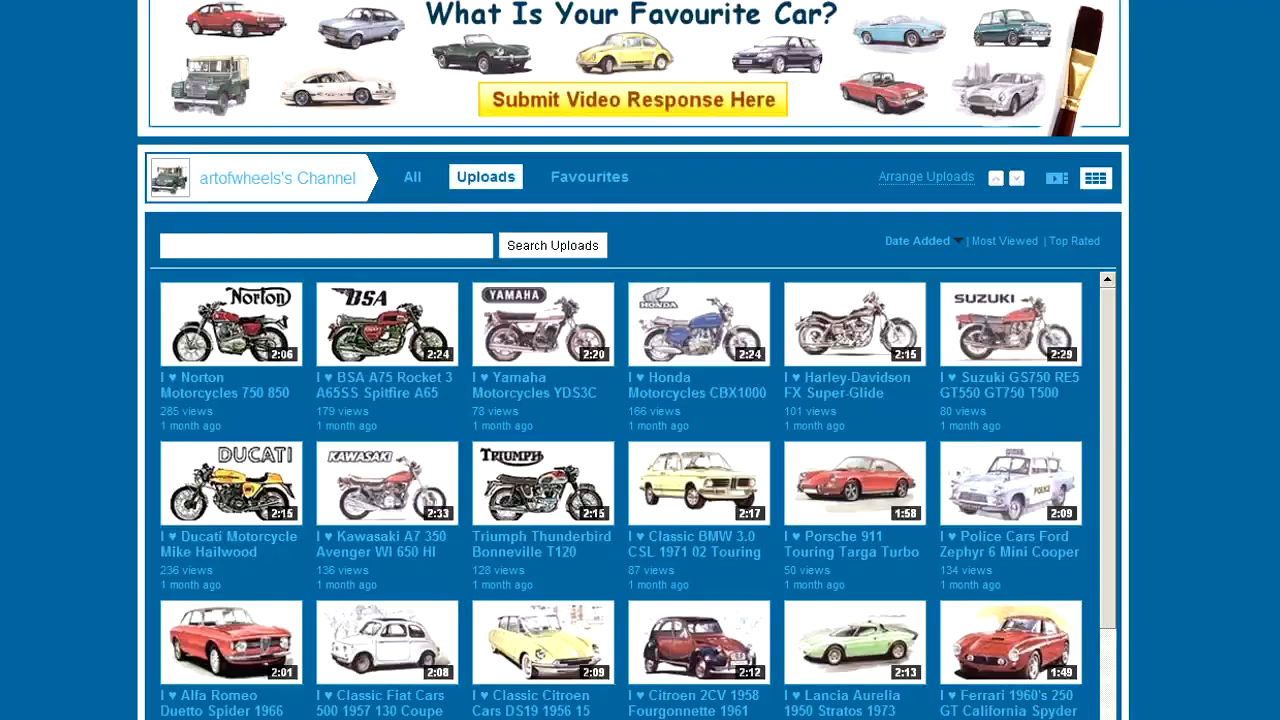 What Is Your Favourite Car?
Submit Video Response Here
artofwheels's Channel
All
Uploads
Favourites
Arrange Uploads
Search Uploads
Date Added | Most Viewed | Top Rated
Norton
2:06
I ♥ Norton
Motorcycles 750 850
285 views
1 month ago
BSA
2:24
I ♥ BSA A75 Rocket 3
A65SS Spitfire A65
179 views
1 month ago
YAMAHA
2:20
I ♥ Yamaha
Motorcycles YDS3C
78 views
1 month ago
HONDA
2:24
I ♥ Honda
Motorcycles CBX1000
166 views
1 month ago
2:15
I ♥ Harley-Davidson
FX Super-Glide
101 views
1 month ago
SUZUKI
2:29
I ♥ Suzuki GS750 RE5
GT550 GT750 T500
80 views
1 month ago
DUCATI
2:15
I ♥ Ducati Motorcycle
Mike Hailwood
236 views
1 month ago
KAWASAKI
2:33
I ♥ Kawasaki A7 350
Avenger WI 650 HI
136 views
1 month ago
TRIUMPH
2:15
Triumph Thunderbird
Bonneville T120
128 views
1 month ago
2:17
I ♥ Classic BMW 3.0
CSL 1971 02 Touring
87 views
1 month ago
1:58
I ♥ Porsche 911
Touring Targa Turbo
50 views
1 month ago
POLICE
2:09
I ♥ Police Cars Ford
Zephyr 6 Mini Cooper
134 views
1 month ago
2:01
I ♥ Alfa Romeo
Duetto Spider 1966
2:08
I ♥ Classic Fiat Cars
500 1957 130 Coupe
2:09
I ♥ Classic Citroen
Cars DS19 1956 15
2:12
I ♥ Citroen 2CV 1958
Fourgonnette 1961
2:13
I ♥ Lancia Aurelia
1950 Stratos 1973
1:49
I ♥ Ferrari 1960's 250
GT California Spyder